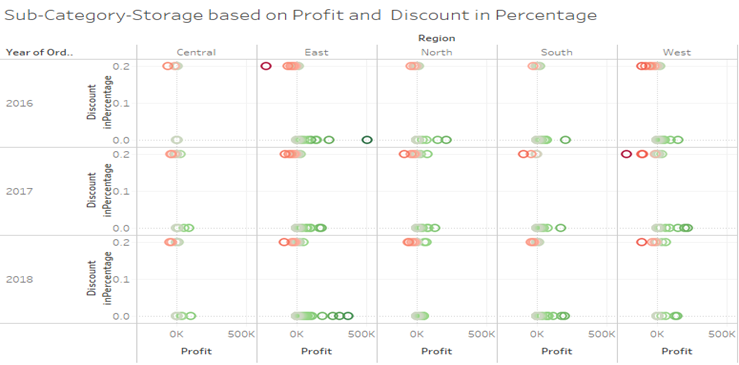 Sub-Category-Storage based on Profit and  Discount in Percentage
Region
Year of Ord.. Central East North South West
2016 Discount inPercentage 0.2 0.1 0.0
2017 Discount inPercentage 0.2 0.1 0.0
2018 Discount inPercentage 0.2 0.1 0.0
0K 500K 0K 500K 0K 500K 0K 500K 0K 500K
Profit Profit Profit Profit Profit